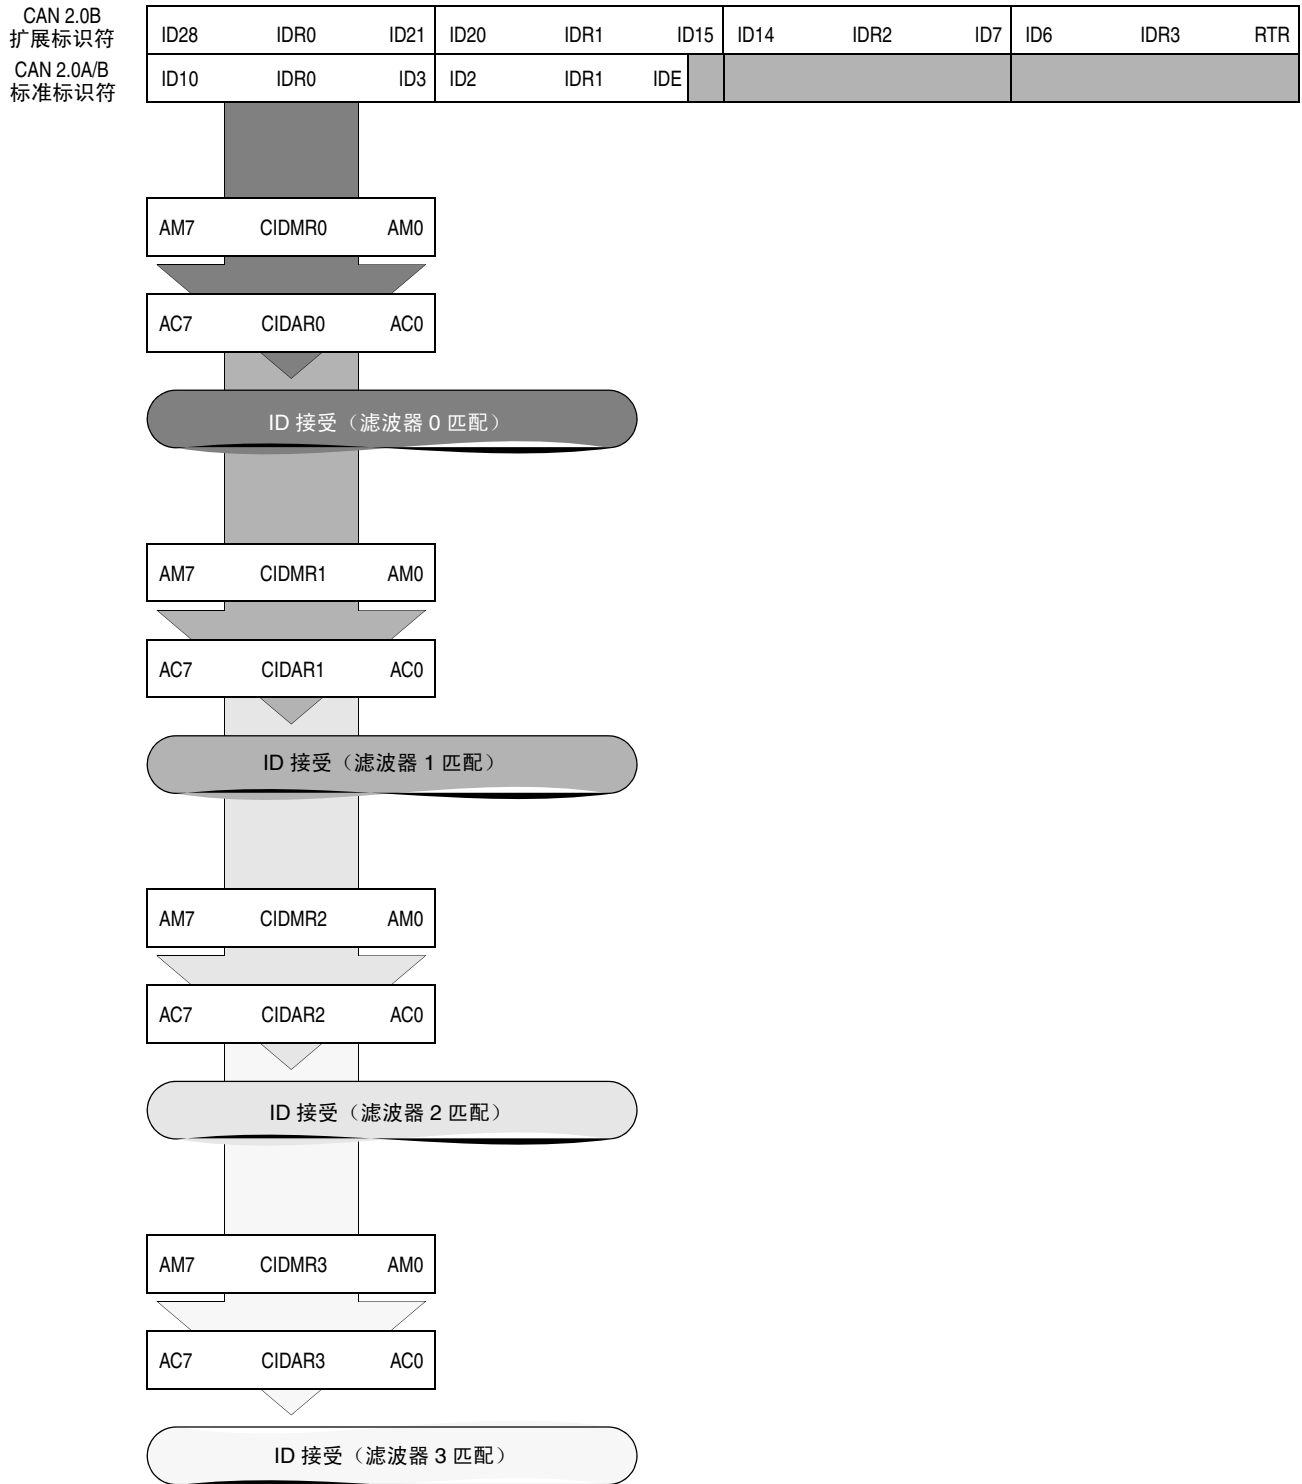 CAN 2.0B
扩展标识符
ID28 IDR0 ID21 ID20 IDR1 ID15 ID14 IDR2 ID7 ID6 IDR3 RTR
CAN 2.0A/B
标准标识符
ID10 IDR0 ID3 ID2 IDR1 IDE
AM7 CIDMR0 AM0
AC7 CIDAR0 AC0
ID 接受（滤波器 0 匹配）
AM7 CIDMR1 AM0
AC7 CIDAR1 AC0
ID 接受（滤波器 1 匹配）
AM7 CIDMR2 AM0
AC7 CIDAR2 AC0
ID 接受（滤波器 2 匹配）
AM7 CIDMR3 AM0
AC7 CIDAR3 AC0
ID 接受（滤波器 3 匹配）